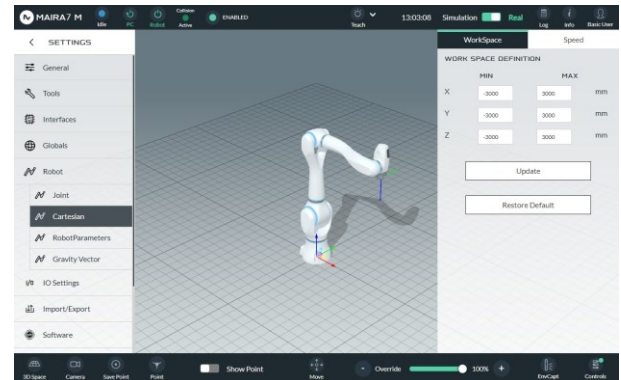 MAIRA7 M
Idle
PC
Robot
Collision
Active
ENABLED
Teach
13:03:08
Simulation
Real
Log
Info
Basic User
SETTINGS
General
Tools
Interfaces
Globals
Robot
Joint
Cartesian
RobotParameters
Gravity Vector
I/O
IO Settings
Import/Export
Software
WorkSpace
Speed
WORK SPACE DEFINITION
MIN
MAX
X -3000 3000 mm
Y -3000 3000 mm
Z -3000 3000 mm
Update
Restore Default
3D Space
Camera
Save Point
Point
Show Point
Move
- Override 100% +
EnvCapt
Controls